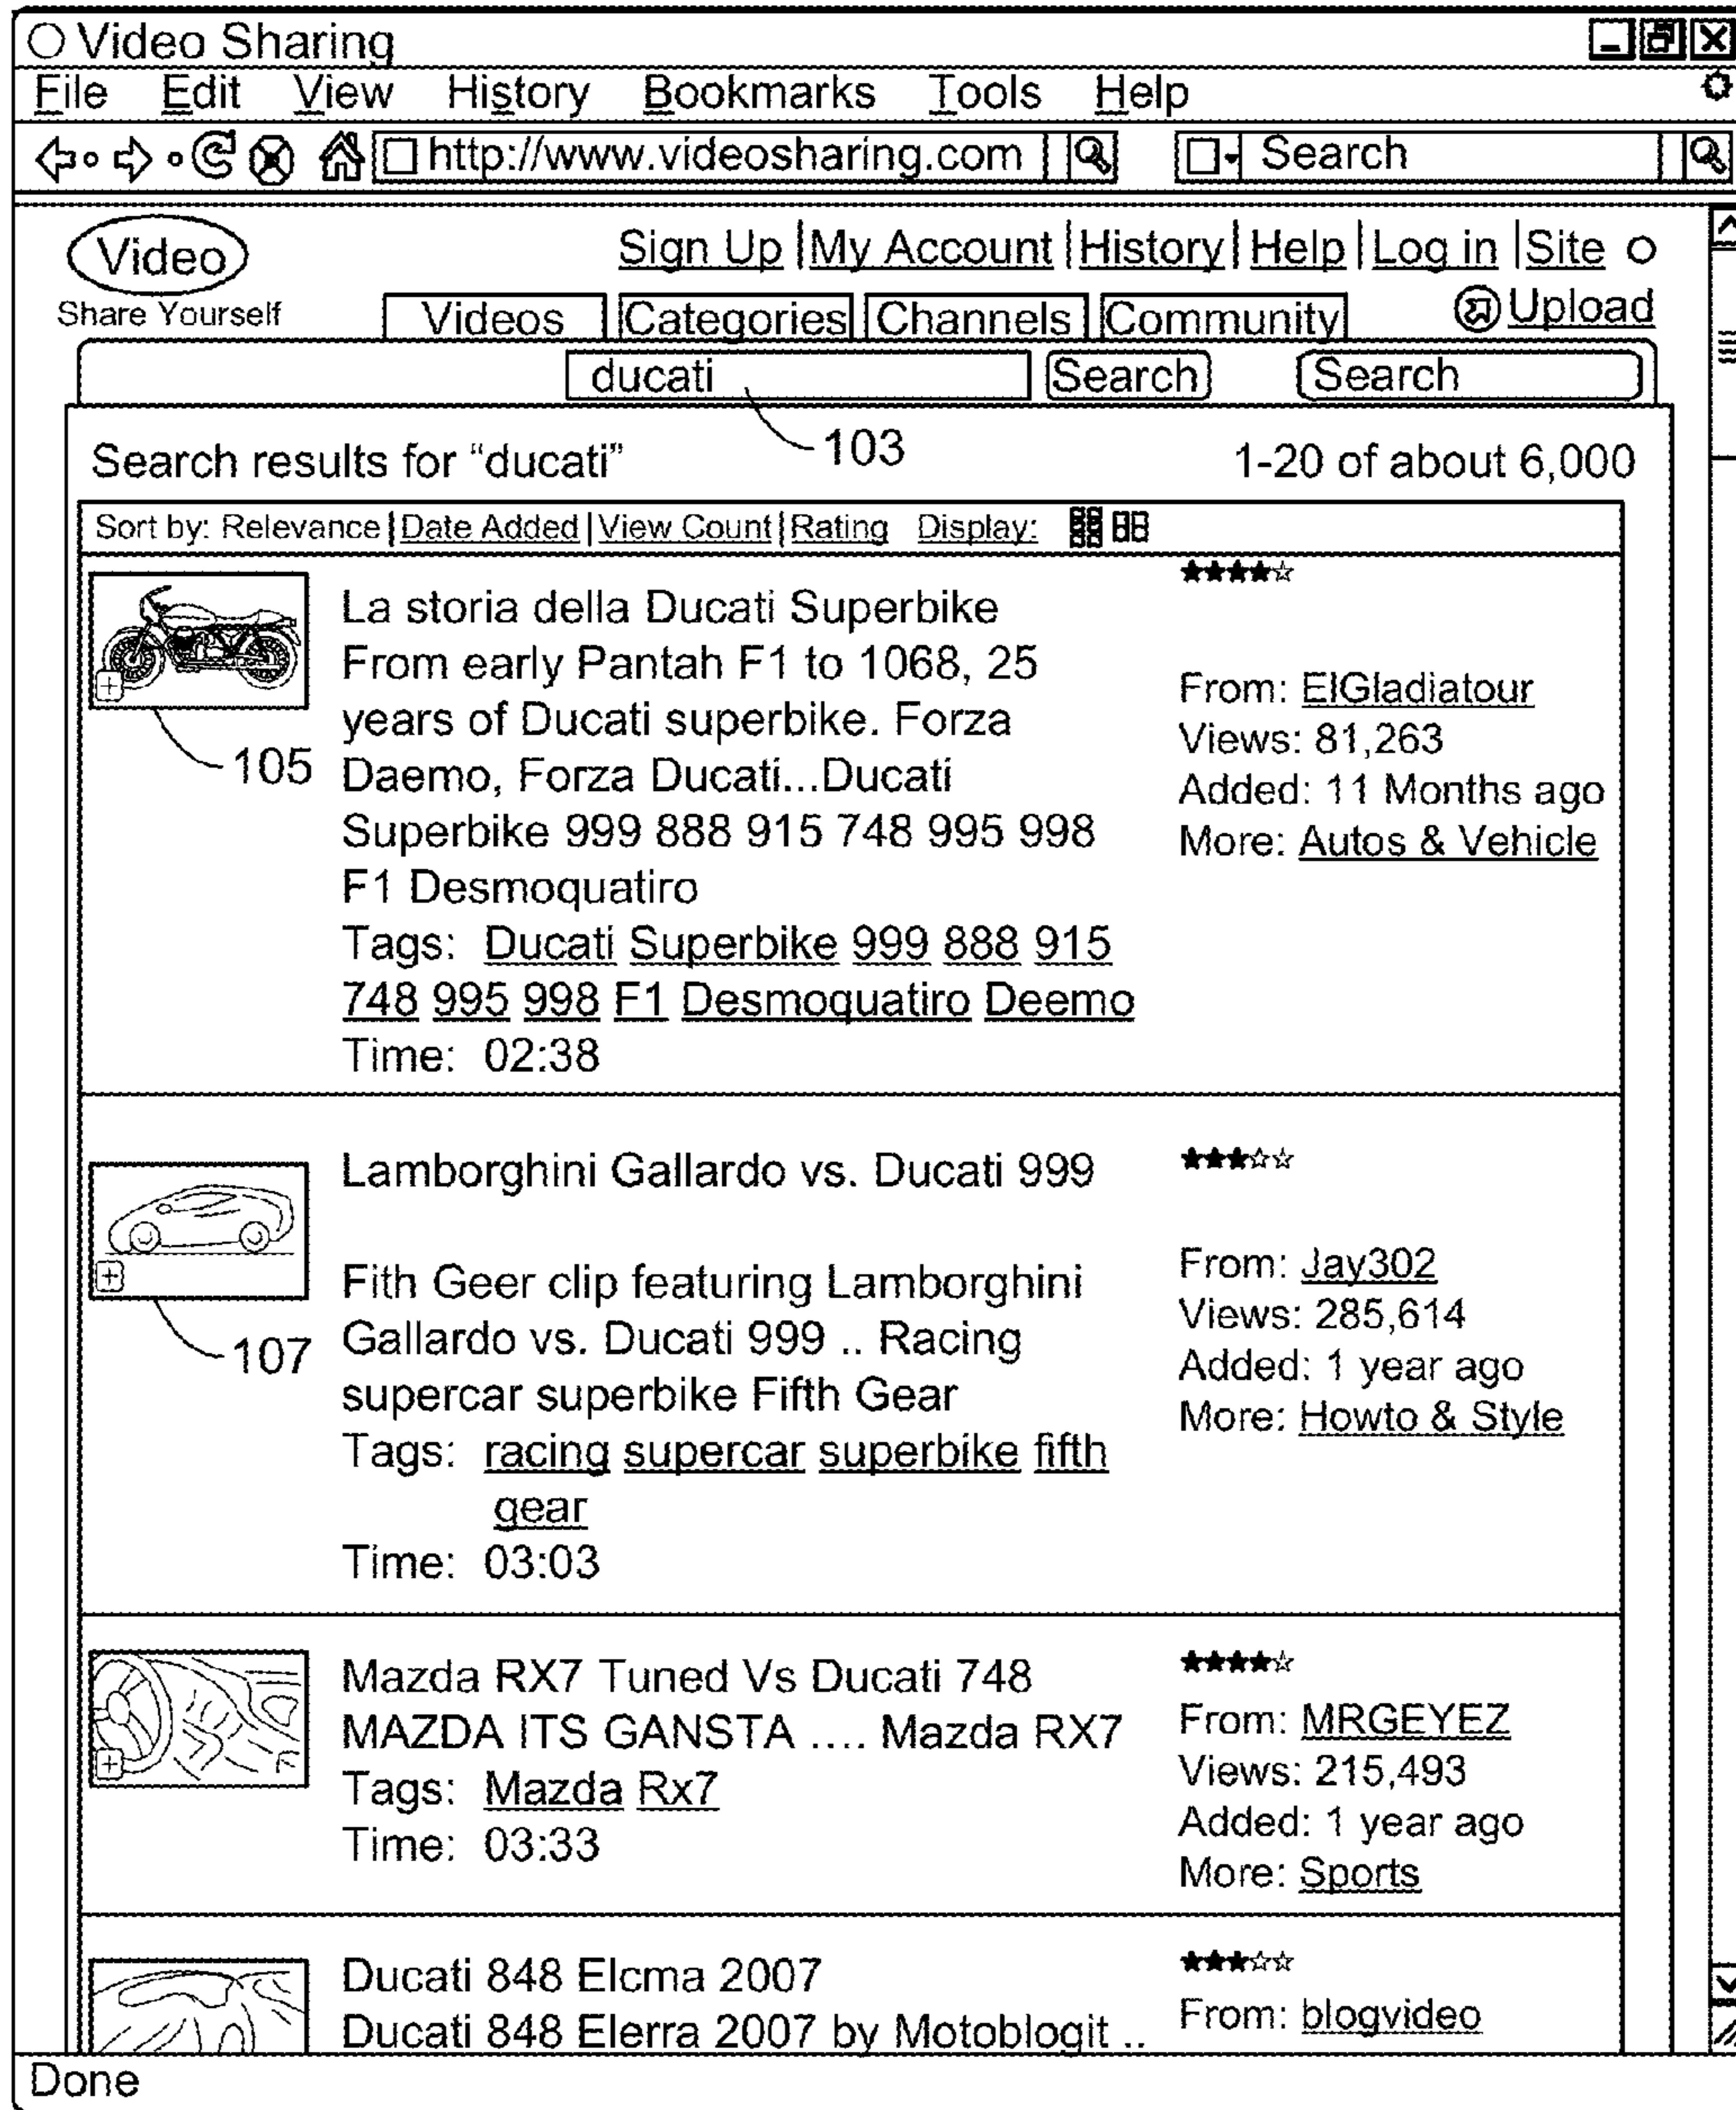 Video Sharing
File Edit View History Bookmarks Tools Help
http://www.videosharing.com Search
Video
Share Yourself
Sign Up | My Account | History | Help | Log in | Site
Videos Categories Channels Community Upload
ducati Search Search
103
Search results for “ducati” 1-20 of about 6,000
Sort by: Relevance | Date Added | View Count | Rating Display:
La storia della Ducati Superbike
From early Pantah F1 to 1068, 25
years of Ducati superbike. Forza
Daemo, Forza Ducati...Ducati
Superbike 999 888 915 748 995 998
F1 Desmoquatiro
Tags: Ducati Superbike 999 888 915
748 995 998 F1 Desmoquatiro Deemo
Time: 02:38
105
From: ElGladiatour
Views: 81,263
Added: 11 Months ago
More: Autos & Vehicle
Lamborghini Gallardo vs. Ducati 999
Fith Geer clip featuring Lamborghini
Gallardo vs. Ducati 999 .. Racing
supercar superbike Fifth Gear
Tags: racing supercar superbike fifth
gear
Time: 03:03
107
From: Jay302
Views: 285,614
Added: 1 year ago
More: Howto & Style
Mazda RX7 Tuned Vs Ducati 748
MAZDA ITS GANSTA .... Mazda RX7
Tags: Mazda Rx7
Time: 03:33
From: MRGEYEZ
Views: 215,493
Added: 1 year ago
More: Sports
Ducati 848 Elcma 2007
Ducati 848 Elerra 2007 by Motoblogit ..
From: blogvideo
Done